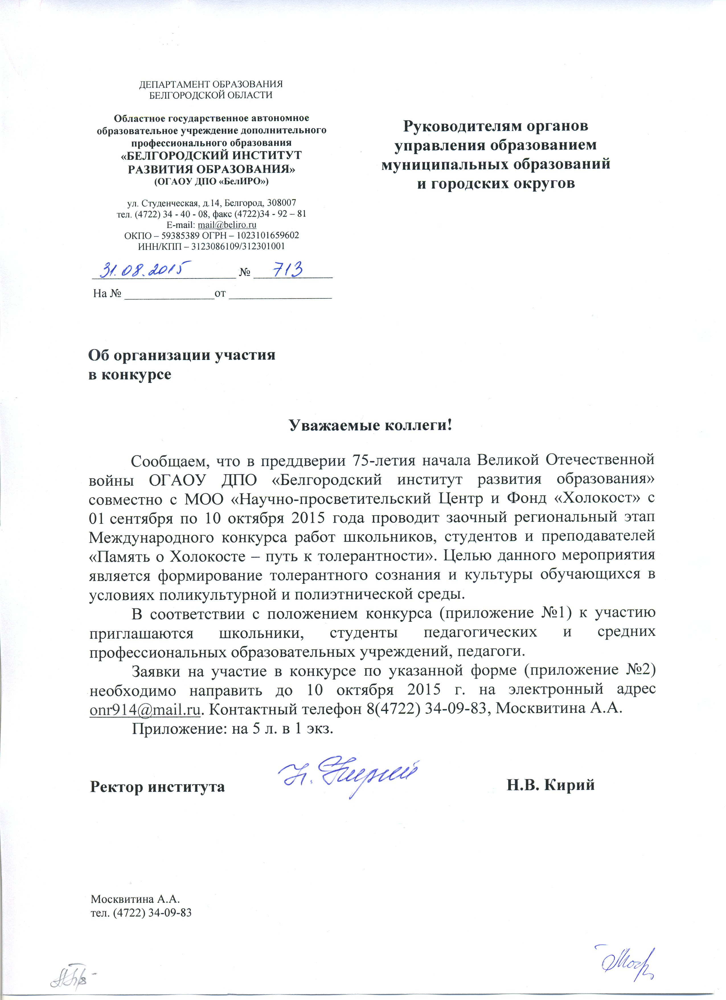 ДЕПАРТАМЕНТ ОБРАЗОВАНИЯ
БЕЛГОРОДСКОЙ ОБЛАСТИ
Областное государственное автономное
образовательное учреждение дополнительного
профессионального образования
«БЕЛГОРОДСКИЙ ИНСТИТУТ
РАЗВИТИЯ ОБРАЗОВАНИЯ»
(ОГАОУ ДПО «БелИРО»)
ул. Студенческая, д.14, Белгород, 308007
тел. (4722) 34 - 40 - 08, факс (4722)34 - 92 – 81
E-mail: mail@beliro.ru
ОКПО – 59385389 ОГРН – 1023101659602
ИНН/КПП – 3123086109/312301001
31.08.2015 № 713
На № от
Руководителям органов
управления образованием
муниципальных образований
и городских округов
Об организации участия
в конкурсе
Уважаемые коллеги!
Сообщаем, что в преддверии 75-летия начала Великой Отечественной
войны ОГАОУ ДПО «Белгородский институт развития образования»
совместно с МОО «Научно-просветительский Центр и Фонд «Холокост» с
01 сентября по 10 октября 2015 года проводит заочный региональный этап
Международного конкурса работ школьников, студентов и преподавателей
«Память о Холокосте – путь к толерантности». Целью данного мероприятия
является формирование толерантного сознания и культуры обучающихся в
условиях поликультурной и полиэтнической среды.
В соответствии с положением конкурса (приложение №1) к участию
приглашаются школьники, студенты педагогических и средних
профессиональных образовательных учреждений, педагоги.
Заявки на участие в конкурсе по указанной форме (приложение №2)
необходимо направить до 10 октября 2015 г. на электронный адрес
onr914@mail.ru. Контактный телефон 8(4722) 34-09-83, Москвитина А.А.
Приложение: на 5 л. в 1 экз.
Ректор института Н. Кирий Н.В. Кирий
Москвитина А.А.
тел. (4722) 34-09-83